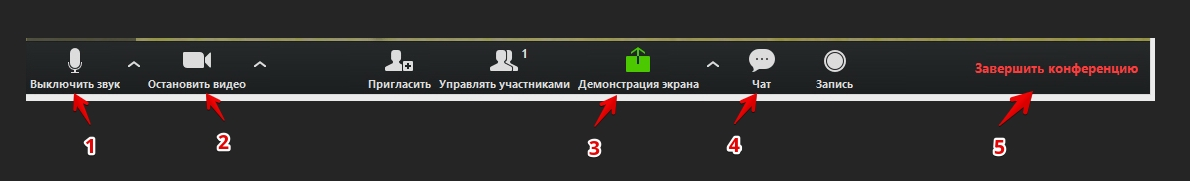 1
Выключить звук Остановить видео Пригласить Управлять участниками Демонстрация экрана Чат Запись Завершить конференцию
1 2 3 4 5